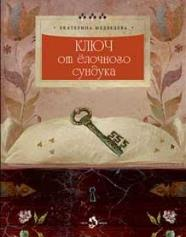 ЕКАТЕРИНА МЕДВЕДЕВА
КЛЮЧ
ОТ ЁЛОЧНОГО
СУНДУКА